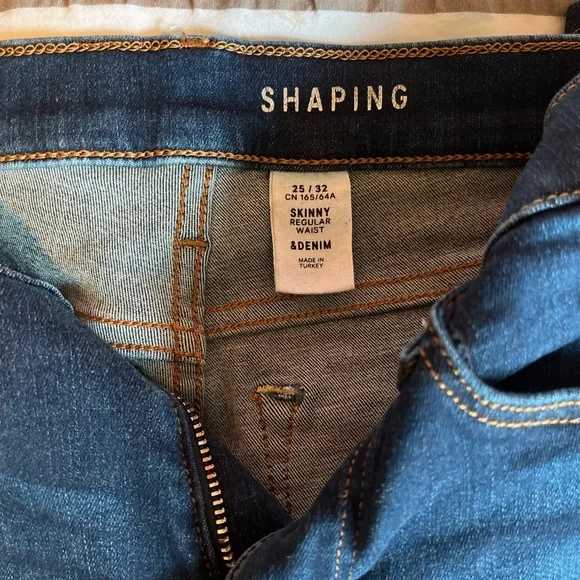 SHAPING
25 / 32
CN 165/64A
SKINNY
REGULAR
WAIST
&DENIM
MADE IN
TURKEY